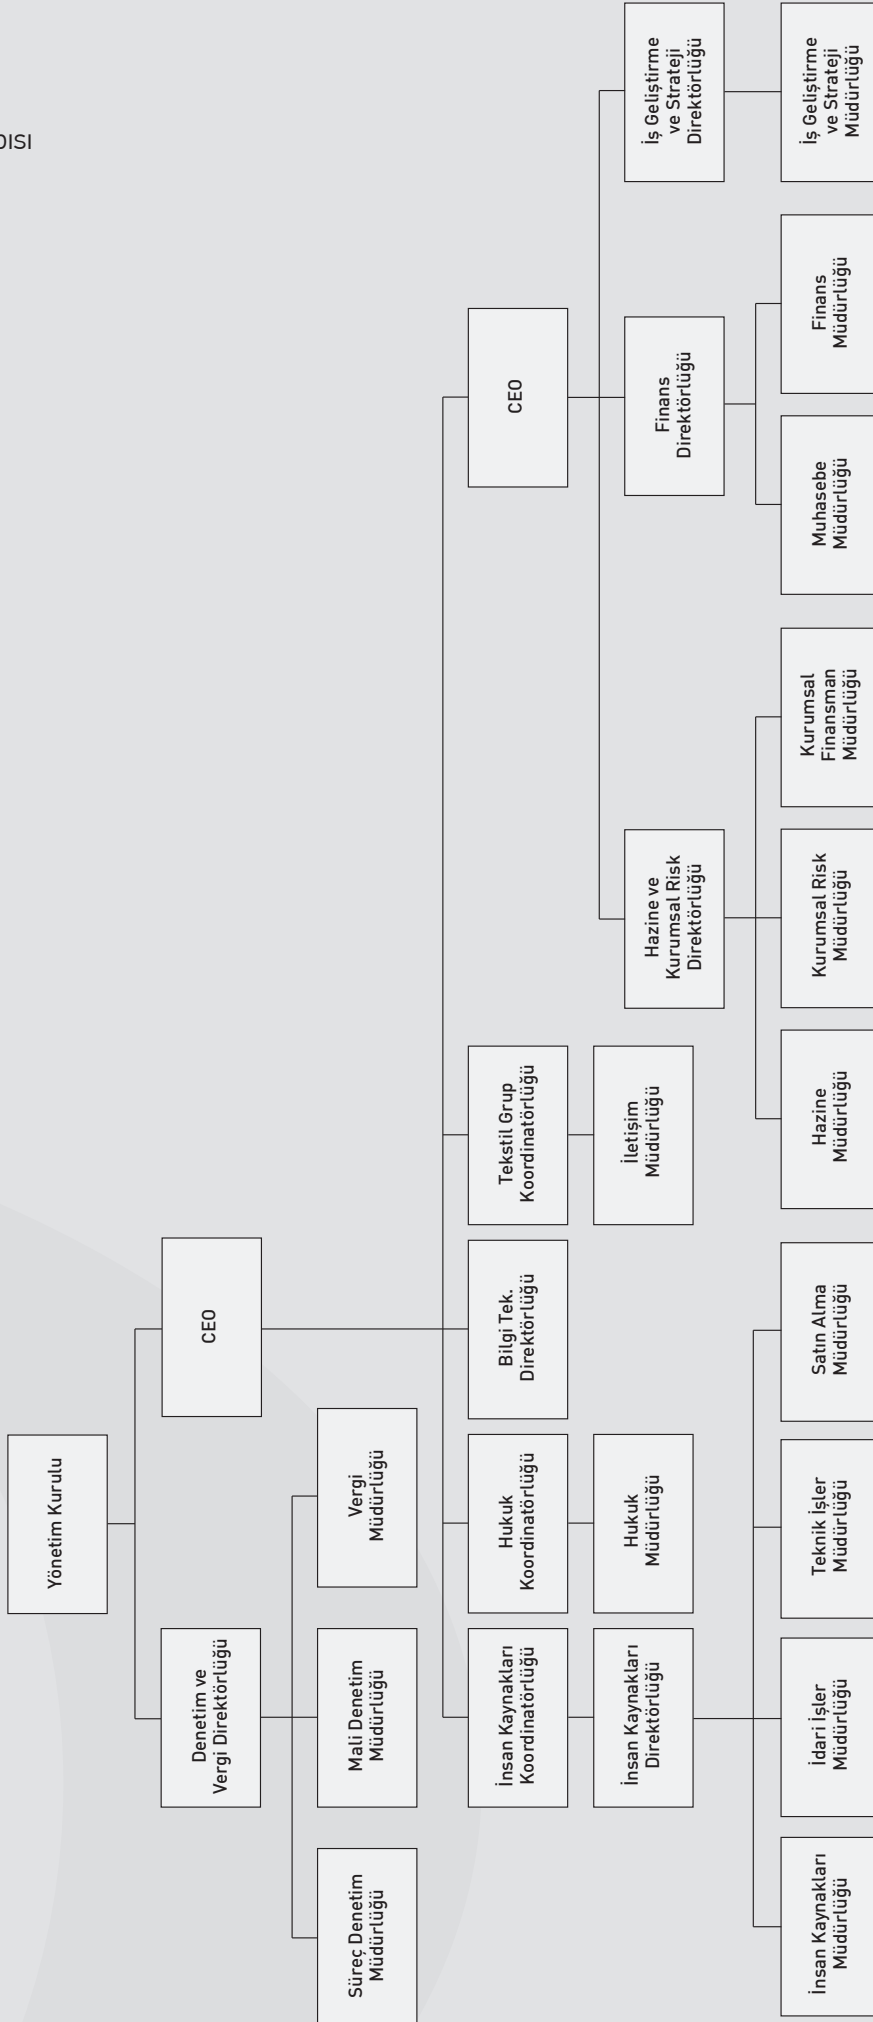 DISI
Yönetim Kurulu
Denetim ve
Vergi Direktörlüğü
CEO
Süreç Denetim
Müdürlüğü
Mali Denetim
Müdürlüğü
Vergi
Müdürlüğü
İnsan Kaynakları
Koordinatörlüğü
Hukuk
Koordinatörlüğü
Bilgi Tek.
Direktörlüğü
Tekstil Grup
Koordinatörlüğü
CEO
İnsan Kaynakları
Direktörlüğü
Hukuk
Müdürlüğü
İletişim
Müdürlüğü
Hazine ve
Kurumsal Risk
Direktörlüğü
Finans
Direktörlüğü
İş Geliştirme
ve Strateji
Direktörlüğü
İnsan Kaynakları
Müdürlüğü
İdari İşler
Müdürlüğü
Teknik İşler
Müdürlüğü
Satın Alma
Müdürlüğü
Hazine
Müdürlüğü
Kurumsal Risk
Müdürlüğü
Kurumsal
Finansman
Müdürlüğü
Muhasebe
Müdürlüğü
Finans
Müdürlüğü
İş Geliştirme
ve Strateji
Müdürlüğü